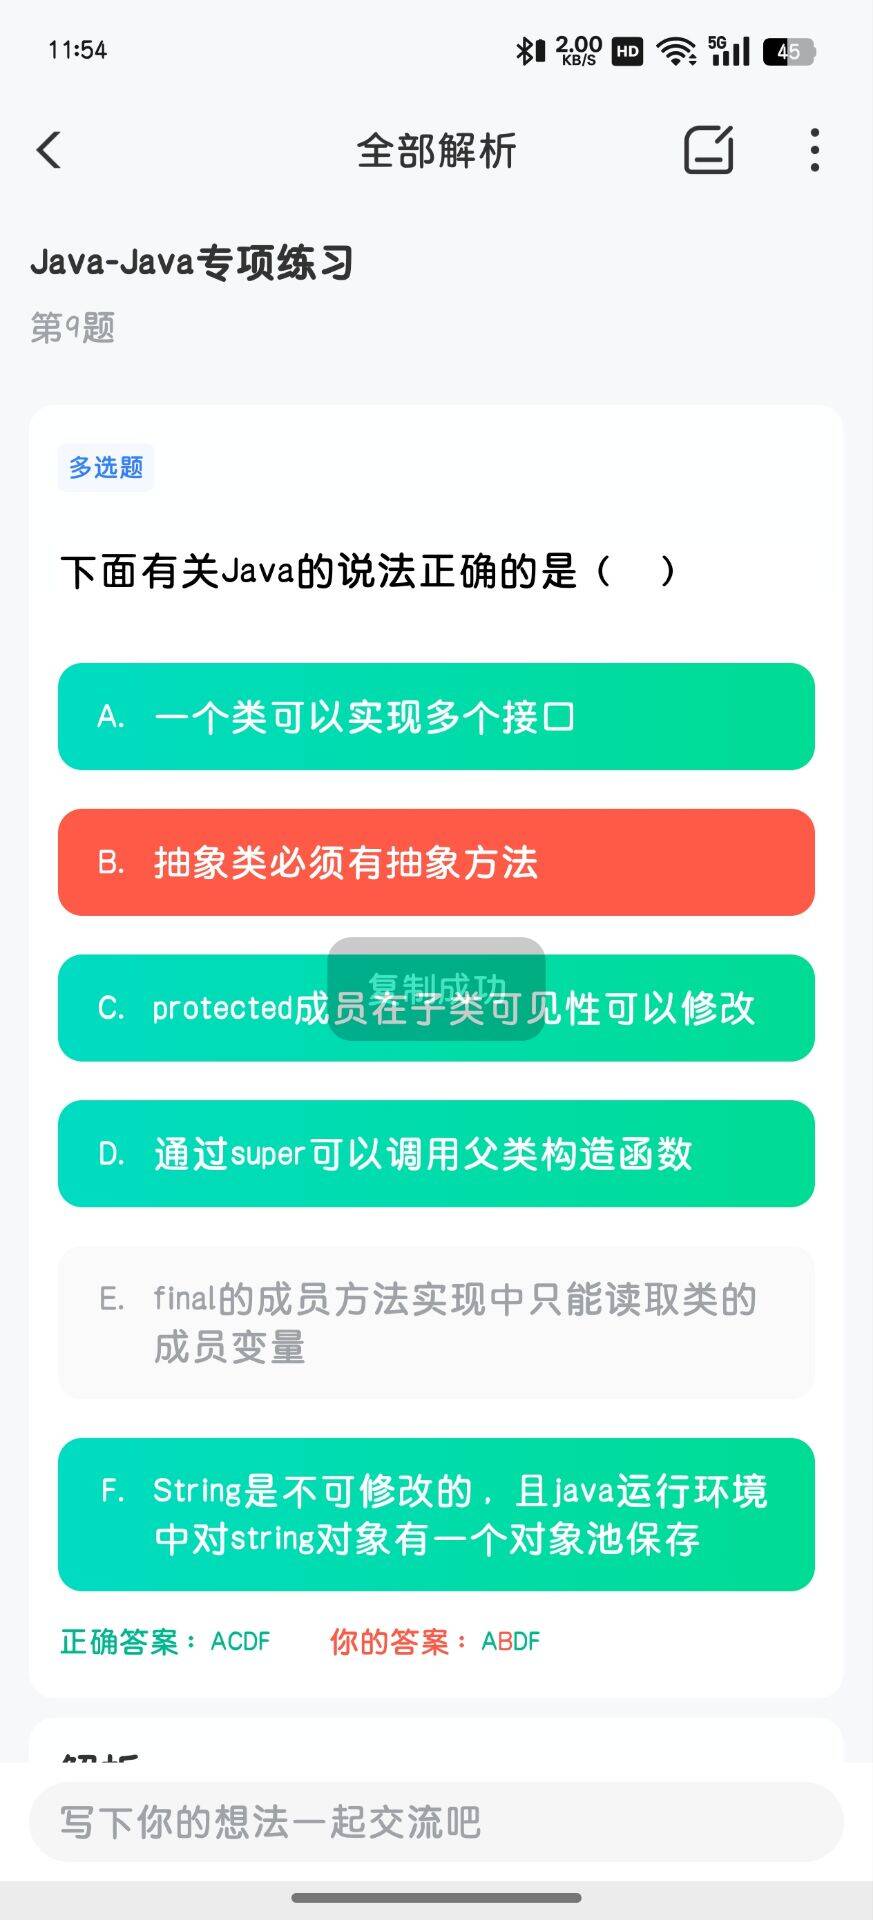 11:54
2.00
KB/S
HD
5G
45
全部解析
Java-Java专项练习
第9题
多选题
下面有关Java的说法正确的是（ ）
A. 一个类可以实现多个接口
B. 抽象类必须有抽象方法
复制成功
C. protected成员在子类可见性可以修改
D. 通过super可以调用父类构造函数
E. final的成员方法实现中只能读取类的
成员变量
F. String是不可修改的，且java运行环境
中对string对象有一个对象池保存
正确答案：ACDF 你的答案：ABDF
解析
写下你的想法一起交流吧